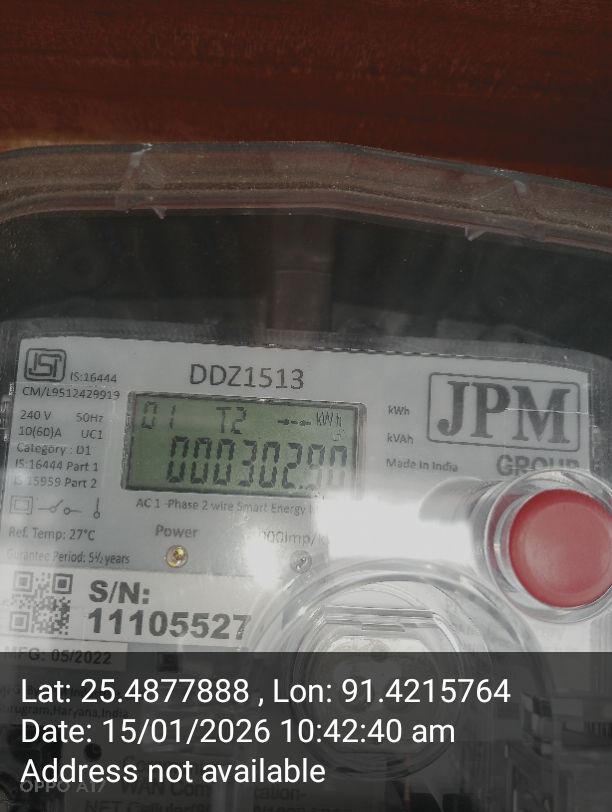 IS:16444
CM/L9512429919
DDZ1513
240 V 50Hz
10(60)A UC1
Category : D1
IS:16444 Part 1
IS 15959 Part 2
01 T2 kWh
000302.90
kWh
kVAh
JPM
GROUP
Made in India
AC 1 -Phase 2 wire Smart Energy
Ref. Temp: 27°C
Power
Gurantee Period: 5½ years
S/N:
11105527
MFG: 05/2022
Lat: 25.4877888 , Lon: 91.4215764
Date: 15/01/2026 10:42:40 am
Address not available
OPPO A17